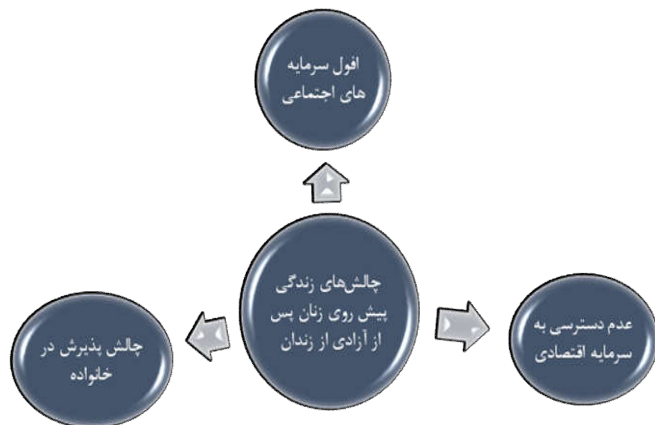 افول سرمایه
های اجتماعی
چالش‌های زندگی
پیش روی زنان پس
از آزادی از زندان
عدم دسترسی به
سرمایه اقتصادی
چالش پذیرش در
خانواده